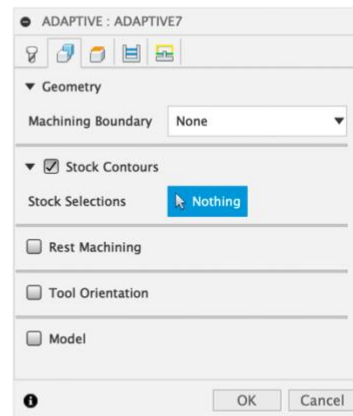 ADAPTIVE : ADAPTIVE7
Geometry
Machining Boundary None
Stock Contours
Stock Selections Nothing
Rest Machining
Tool Orientation
Model
OK Cancel